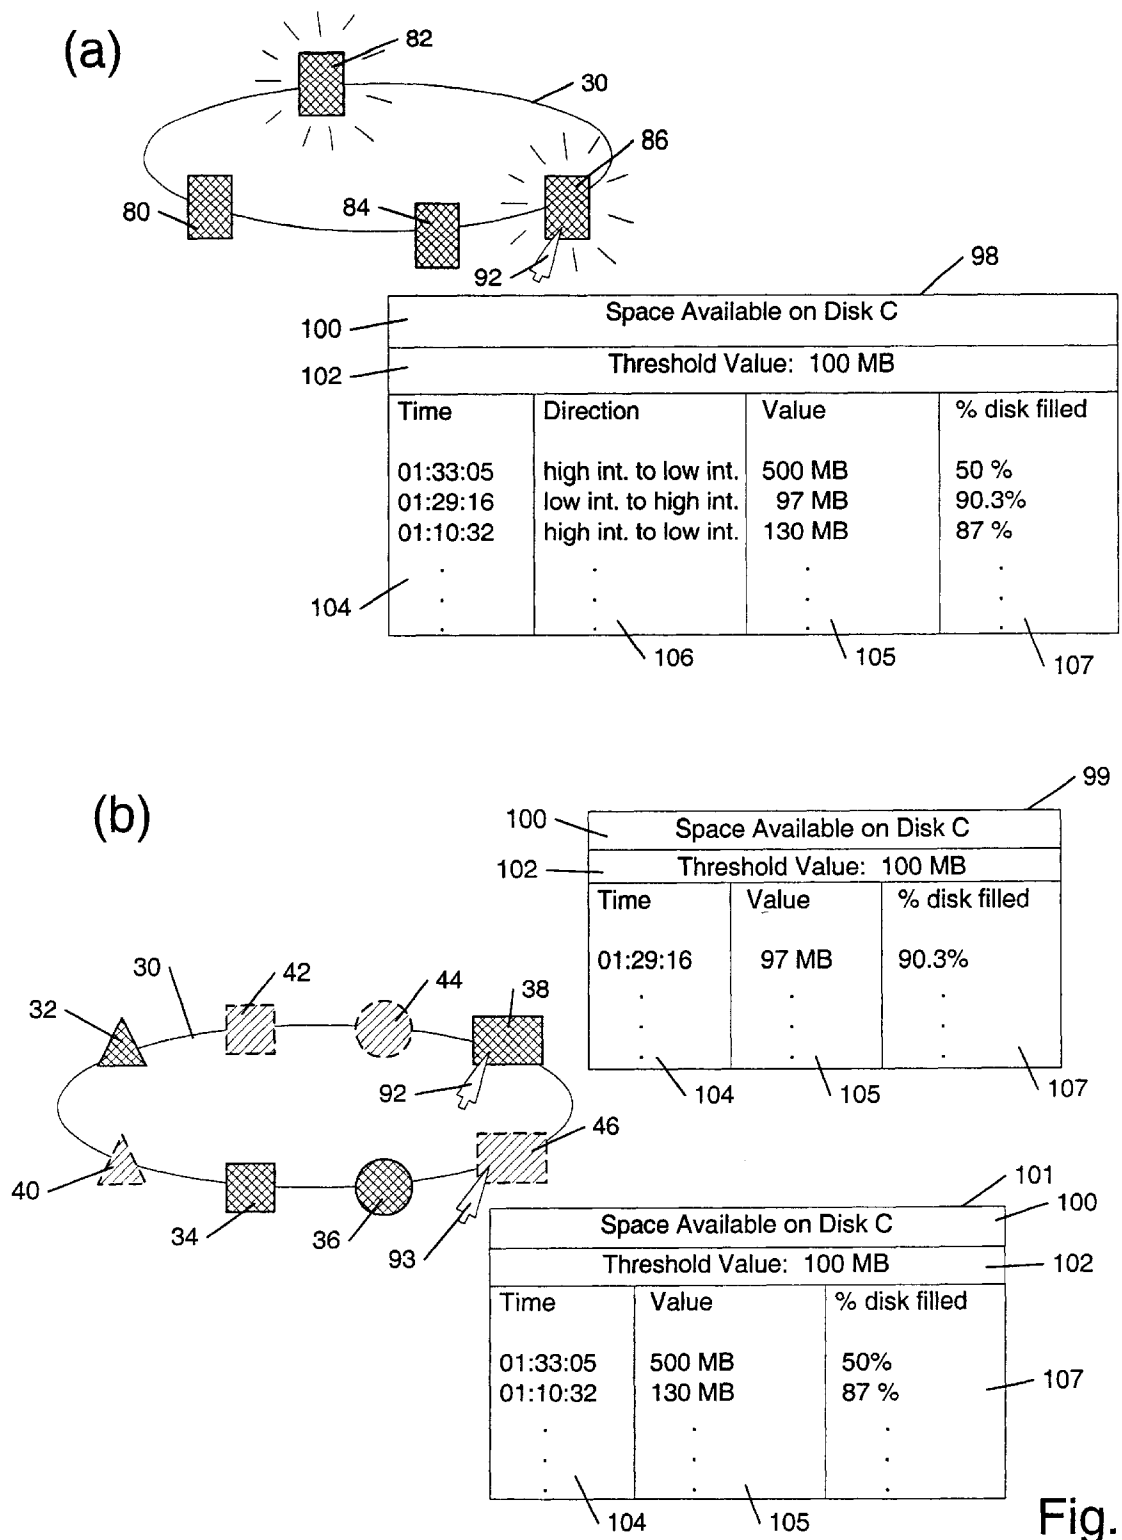 (a)
82
30
86
80
84
92
98
100
Space Available on Disk C
102
Threshold Value: 100 MB
Time Direction Value % disk filled
01:33:05 high int. to low int. 500 MB 50 %
01:29:16 low int. to high int. 97 MB 90.3%
01:10:32 high int. to low int. 130 MB 87 %
104
106
105
107
(b)
99
100
Space Available on Disk C
102
Threshold Value: 100 MB
Time Value % disk filled
01:29:16 97 MB 90.3%
30
42
44
38
32
92
104
105
107
46
40
34
36
93
101
100
Space Available on Disk C
Threshold Value: 100 MB
102
Time Value % disk filled
01:33:05 500 MB 50%
01:10:32 130 MB 87 %
107
104
105
Fig.